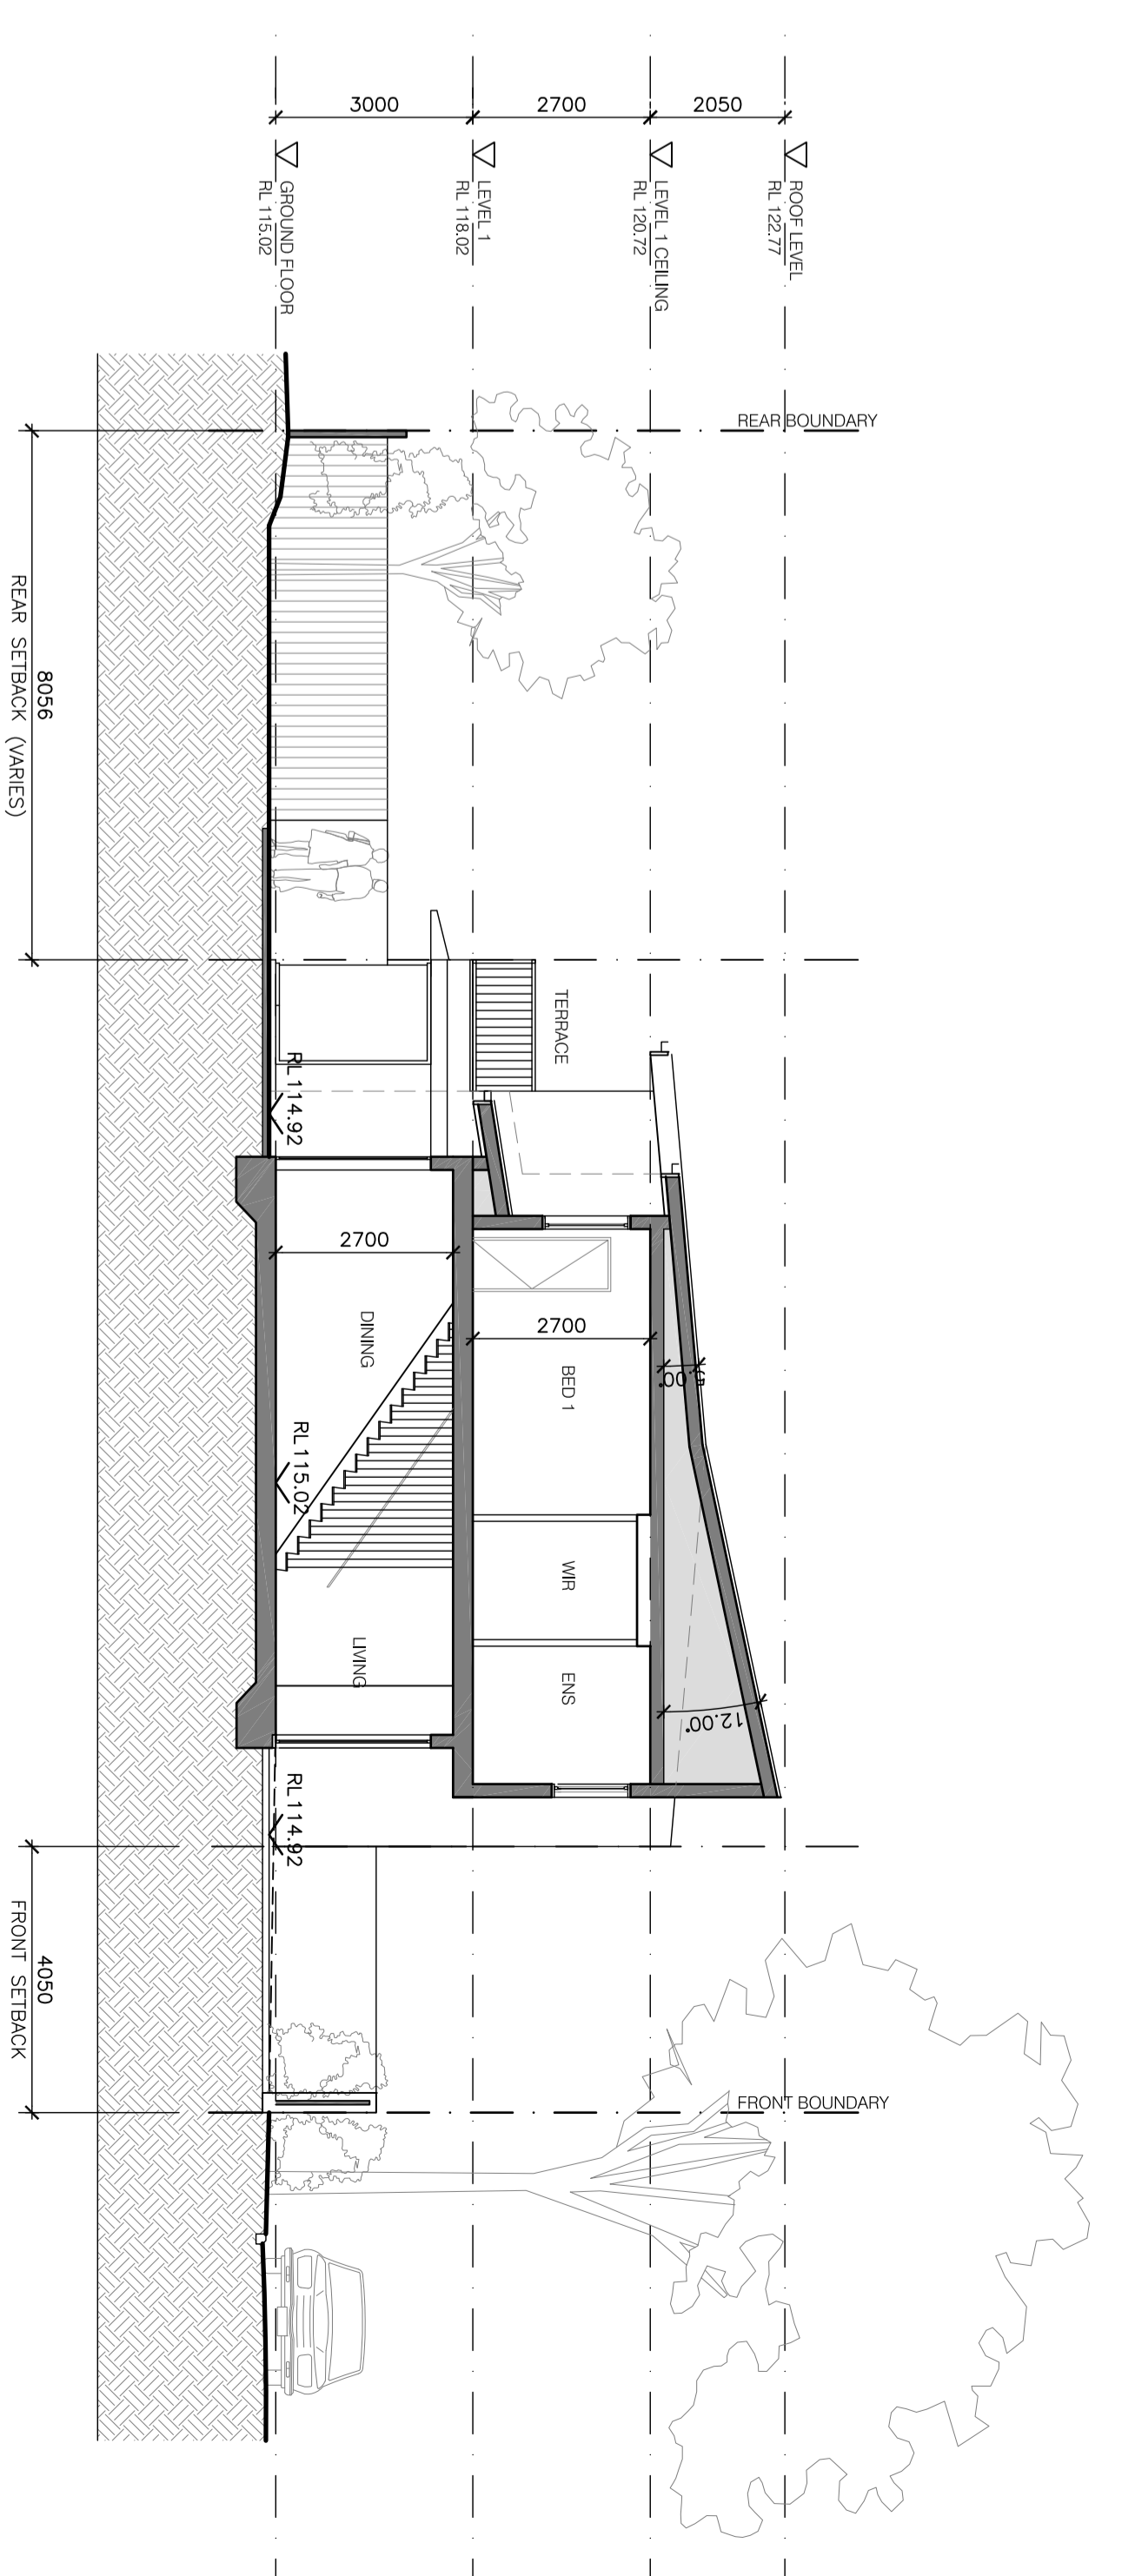 ROOF LEVEL
RL 122.77
LEVEL 1 CEILING
RL 120.72
LEVEL 1
RL 118.02
GROUND FLOOR
RL 115.02
2050
2700
3000
REAR BOUNDARY
TERRACE
2700
BED 1
WIR
ENS
12.00°
2700
DINING
LIVING
RL 114.92
RL 115.02
RL 114.92
FRONT BOUNDARY
8056
REAR SETBACK (VARIES)
4050
FRONT SETBACK